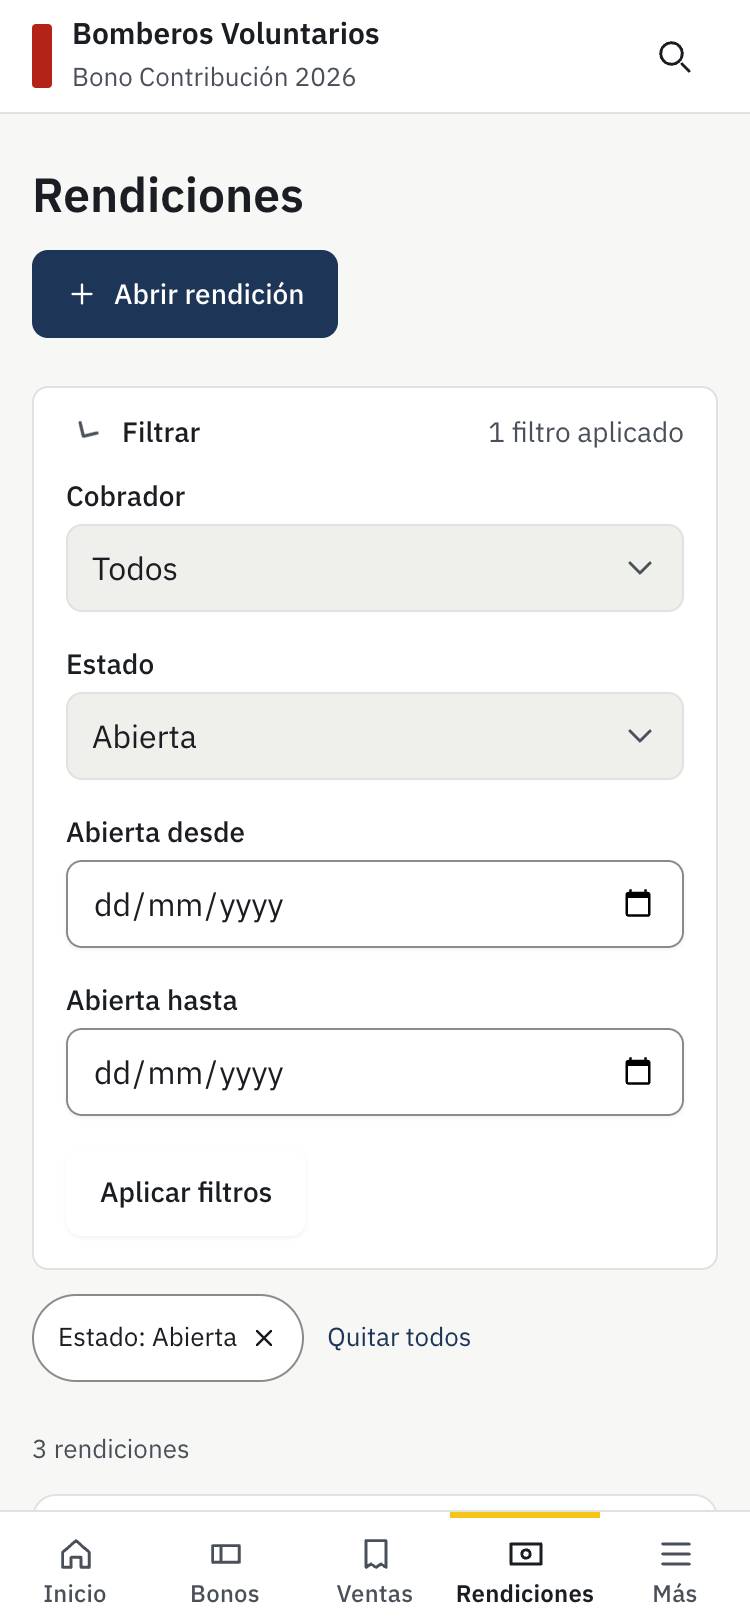 Bomberos Voluntarios
Bono Contribución 2026
Rendiciones
+ Abrir rendición
Filtrar
1 filtro aplicado
Cobrador
Todos
Estado
Abierta
Abierta desde
dd/mm/yyyy
Abierta hasta
dd/mm/yyyy
Aplicar filtros
Estado: Abierta ×
Quitar todos
3 rendiciones
Inicio
Bonos
Ventas
Rendiciones
Más